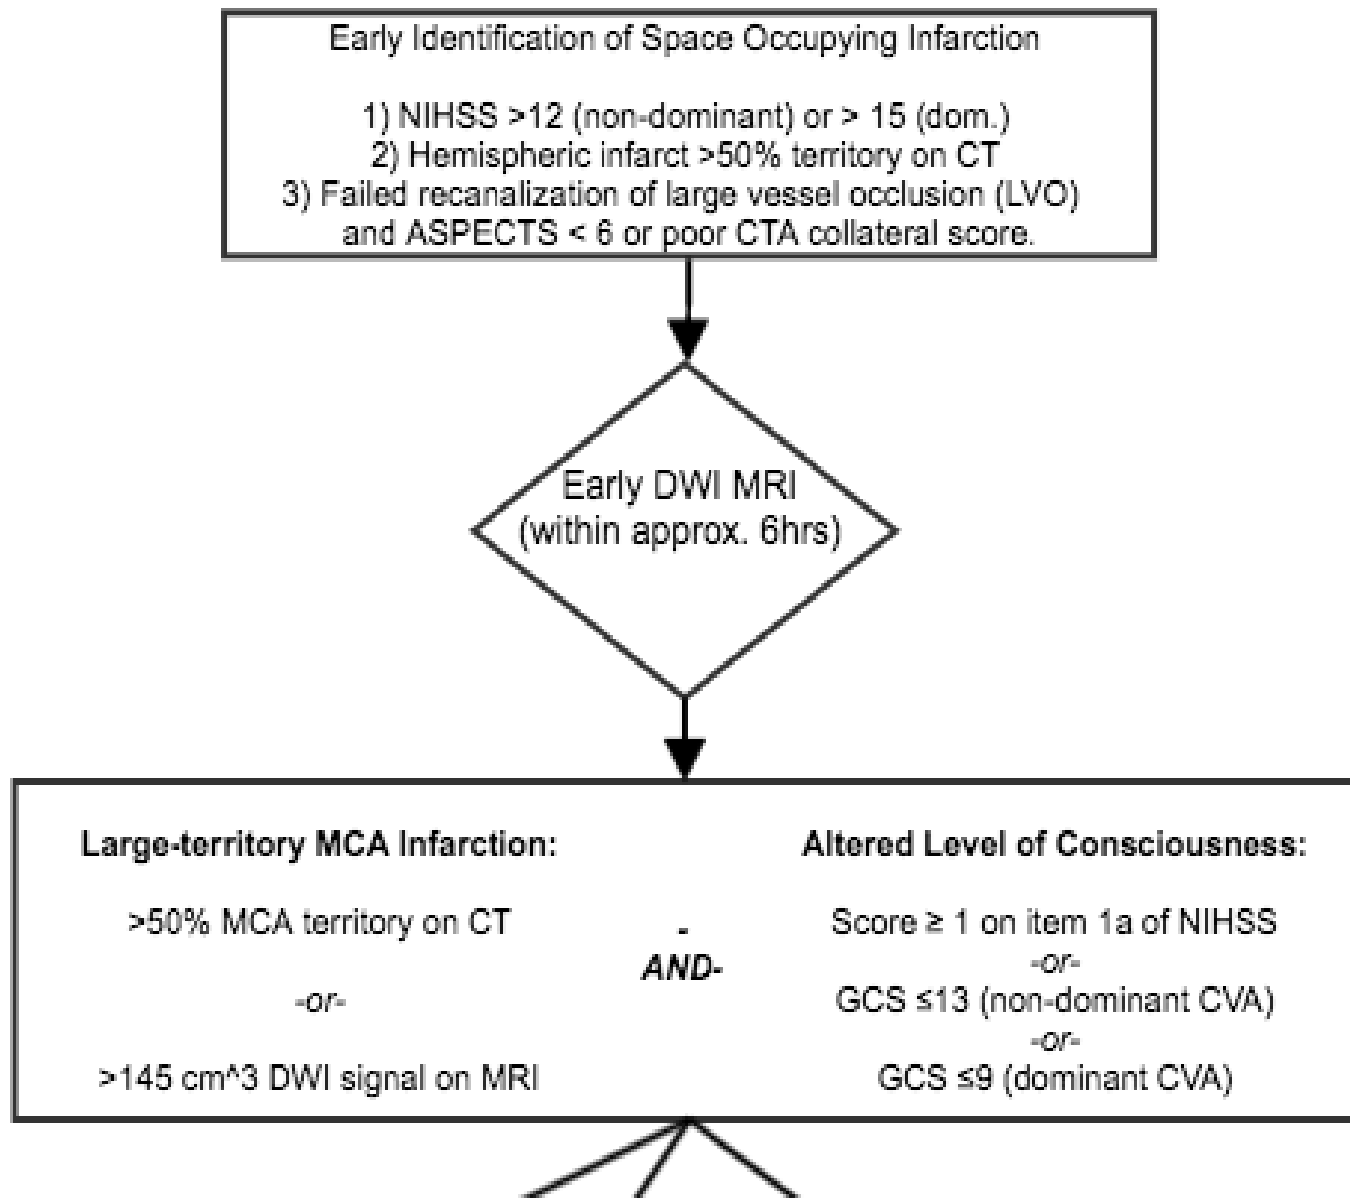 Early Identification of Space Occupying Infarction
1) NIHSS >12 (non-dominant) or > 15 (dom.)
2) Hemispheric infarct >50% territory on CT
3) Failed recanalization of large vessel occlusion (LVO)
and ASPECTS < 6 or poor CTA collateral score.
Early DWI MRI
(within approx. 6hrs)
Large-territory MCA Infarction:
>50% MCA territory on CT
-or-
>145 cm^3 DWI signal on MRI
-
AND-
Altered Level of Consciousness:
Score ≥ 1 on item 1a of NIHSS
-or-
GCS ≤13 (non-dominant CVA)
-or-
GCS ≤9 (dominant CVA)